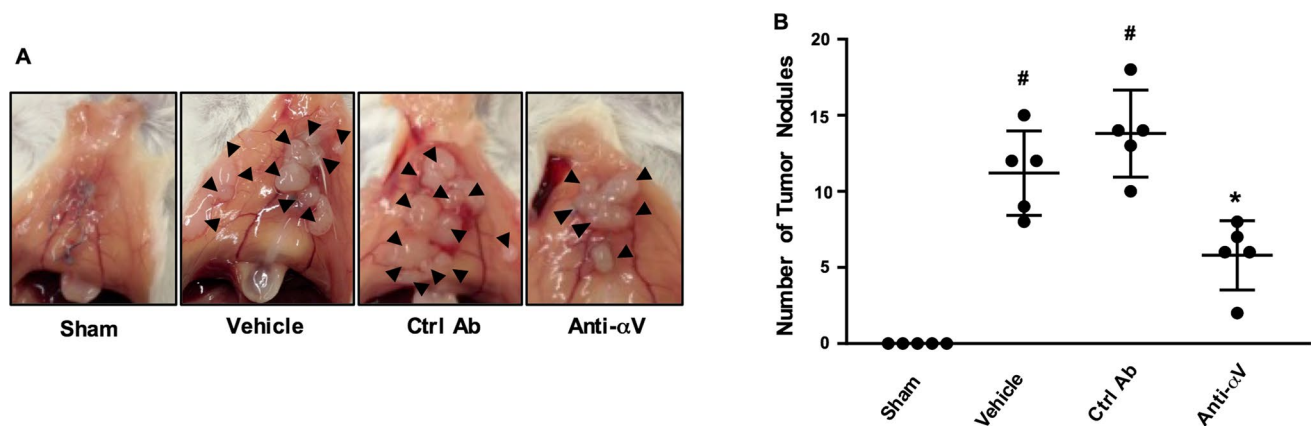 A
Sham
Vehicle
Ctrl Ab
Anti-αV
B
Number of Tumor Nodules
20
15
10
5
0
#
#
*
Sham
Vehicle
Ctrl Ab
Anti-αV